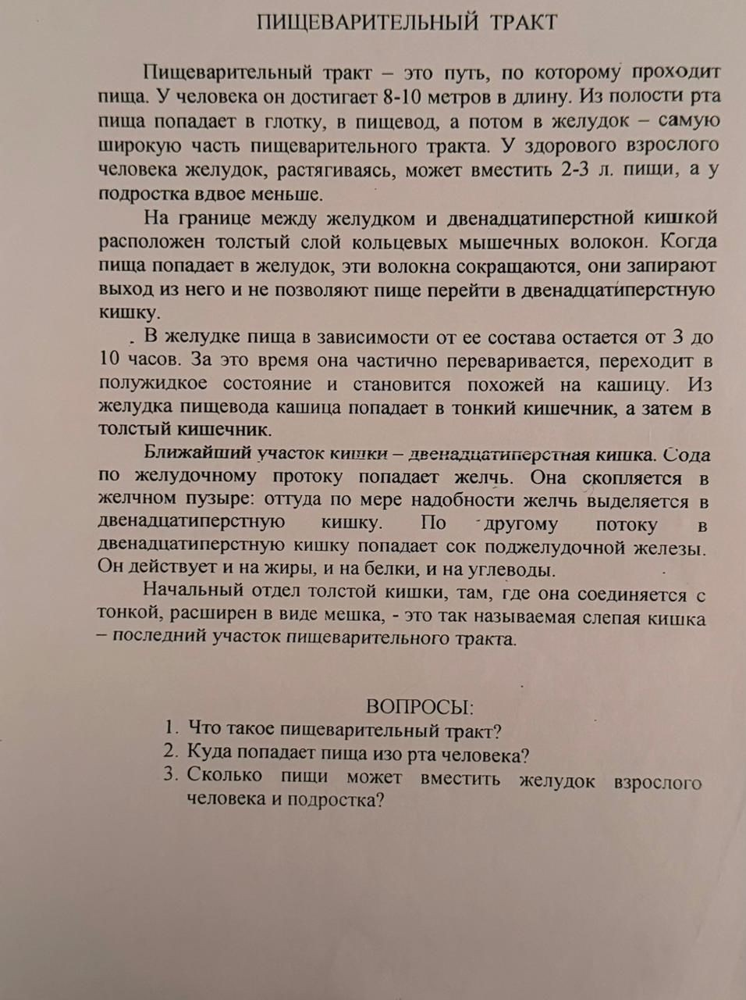 ПИЩЕВАРИТЕЛЬНЫЙ ТРАКТ
Пищеварительный тракт – это путь, по которому проходит
пища. У человека он достигает 8-10 метров в длину. Из полости рта
пища попадает в глотку, в пищевод, а потом в желудок – самую
широкую часть пищеварительного тракта. У здорового взрослого
человека желудок, растягиваясь, может вместить 2-3 л. пищи, а у
подростка вдвое меньше.
На границе между желудком и двенадцатиперстной кишкой
расположен толстый слой кольцевых мышечных волокон. Когда
пища попадает в желудок, эти волокна сокращаются, они запирают
выход из него и не позволяют пище перейти в двенадцатиперстную
кишку.
В желудке пища в зависимости от ее состава остается от 3 до
10 часов. За это время она частично переваривается, переходит в
полужидкое состояние и становится похожей на кашицу. Из
желудка пищевода кашица попадает в тонкий кишечник, а затем в
толстый кишечник.
Ближайший участок кишки – двенадцатиперстная кишка. Сода
по желудочному протоку попадает желчь. Она скопляется в
желчном пузыре: оттуда по мере надобности желчь выделяется в
двенадцатиперстную кишку. По другому потоку в
двенадцатиперстную кишку попадает сок поджелудочной железы.
Он действует и на жиры, и на белки, и на углеводы.
Начальный отдел толстой кишки, там, где она соединяется с
тонкой, расширен в виде мешка, - это так называемая слепая кишка
– последний участок пищеварительного тракта.
ВОПРОСЫ:
1. Что такое пищеварительный тракт?
2. Куда попадает пища изо рта человека?
3. Сколько пищи может вместить желудок взрослого
человека и подростка?